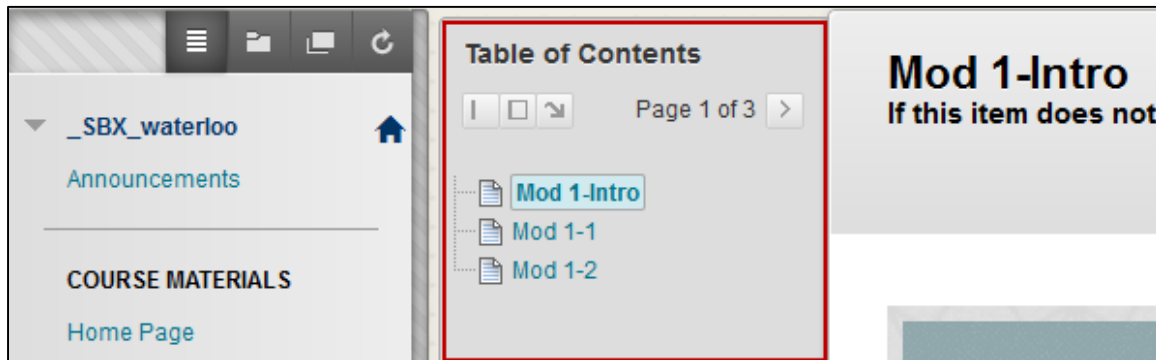 _SBX_waterloo
Announcements
COURSE MATERIALS
Home Page
Table of Contents
Page 1 of 3
Mod 1-Intro
Mod 1-1
Mod 1-2
Mod 1-Intro
If this item does not